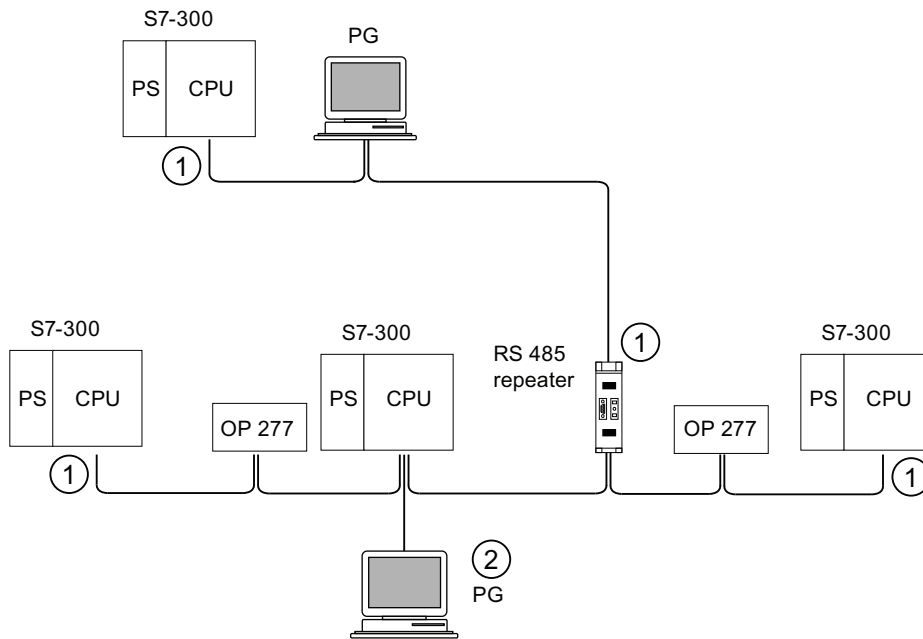 S7-300
PG
PS CPU
1
S7-300
S7-300
RS 485
repeater
1
S7-300
PS CPU
OP 277
PS CPU
OP 277
PS CPU
1
1
2
PG